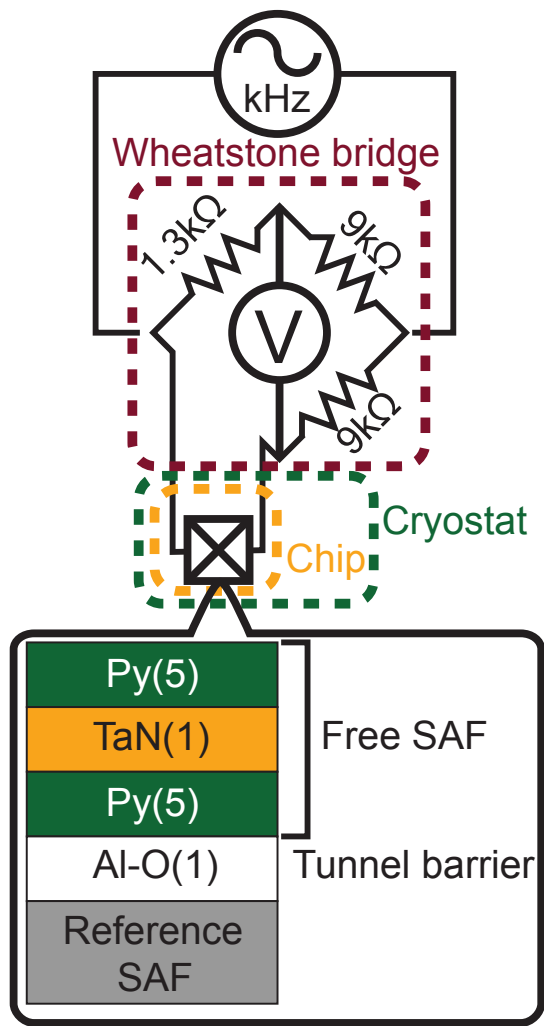 kHz
Wheatstone bridge
1.3kΩ
9kΩ
V
9kΩ
Cryostat
Chip
Py(5)
TaN(1)
Free SAF
Py(5)
Al-O(1)
Tunnel barrier
Reference
SAF